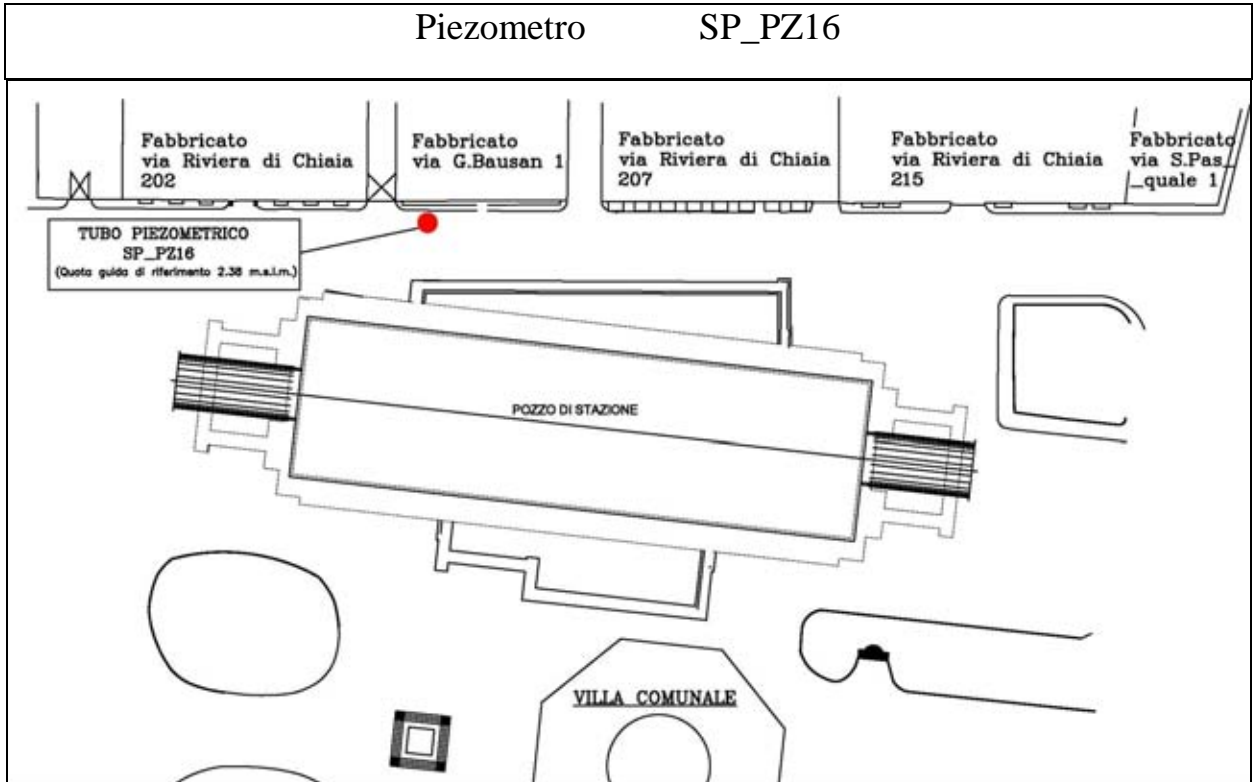 Piezometro SP_PZ16
Fabbricato
via Riviera di Chiaia
202
Fabbricato
via G.Bausan 1
Fabbricato
via Riviera di Chiaia
207
Fabbricato
via Riviera di Chiaia
215
Fabbricato
via S.Pas_
_quale 1
TUBO PIEZOMETRICO
SP_PZ16
(Quota guida di riferimento 2.38 m.s.l.m.)
POZZO DI STAZIONE
VILLA COMUNALE